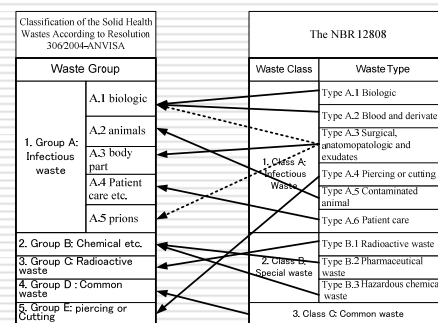 Classification of the Solid Health
Wastes According to Resolution
306/2004-ANVISA
Waste Group
1. Group A:
Infectious
waste
A.1 biologic
A.2 animals
A.3 body
part
A.4 Patient
care etc.
A.5 prions
2. Group B: Chemical etc.
3. Group C: Radioactive
waste
4. Group D : Common
waste
5. Group E: piercing or
Cutting
The NBR 12808
Waste Class
Waste Type
1. Class A:
Infectious
Waste
Type A.1 Biologic
Type A.2 Blood and derivate
Type A.3 Surgical,
anatomopatologic and
exudates
Type A.4 Piercing or cutting
Type A.5 Contaminated
animal
Type A.6 Patient care
2. Class B:
Special waste
Type B.1 Radioactive waste
Type B.2 Pharmaceutical
waste
Type B.3 Hazardous chemica
waste
3. Class C: Common waste